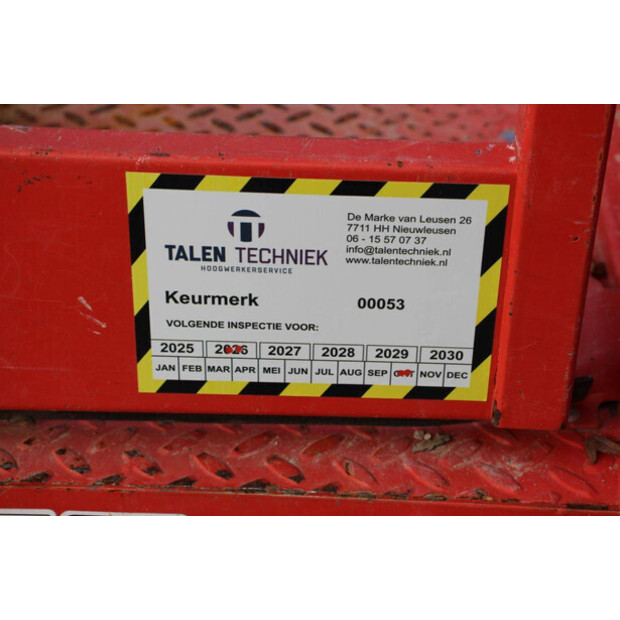 De Marke van Leusen 26
7711 HH Nieuwleusen
06 - 15 57 07 37
info@talentechniek.nl
www.talentechniek.nl
TALEN TECHNIEK
HOOGWERKERSERVICE
Keurmerk 00053
VOLGENDE INSPECTIE VOOR:
2025 2026 2027 2028 2029 2030
JAN FEB MAR APR MEI JUN JUL AUG SEP OKT NOV DEC